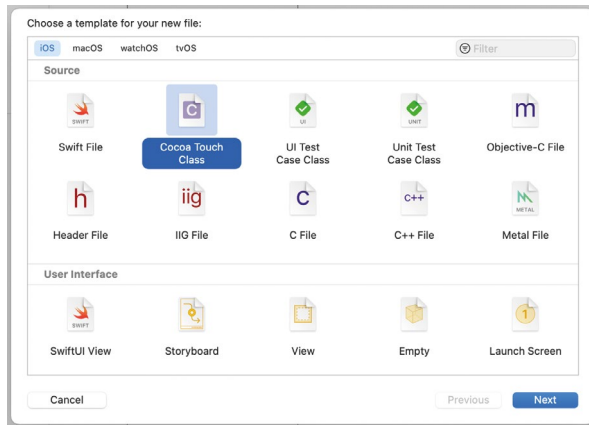 Choose a template for your new file:
iOS macOS watchOS tvOS Filter
Source
SWIFT C UI UNIT m
Swift File Cocoa Touch Class UI Test Case Class Unit Test Case Class Objective-C File
h iig C C++ METAL
Header File IIG File C File C++ File Metal File
User Interface
SWIFT 1
SwiftUI View Storyboard View Empty Launch Screen
Cancel Previous Next